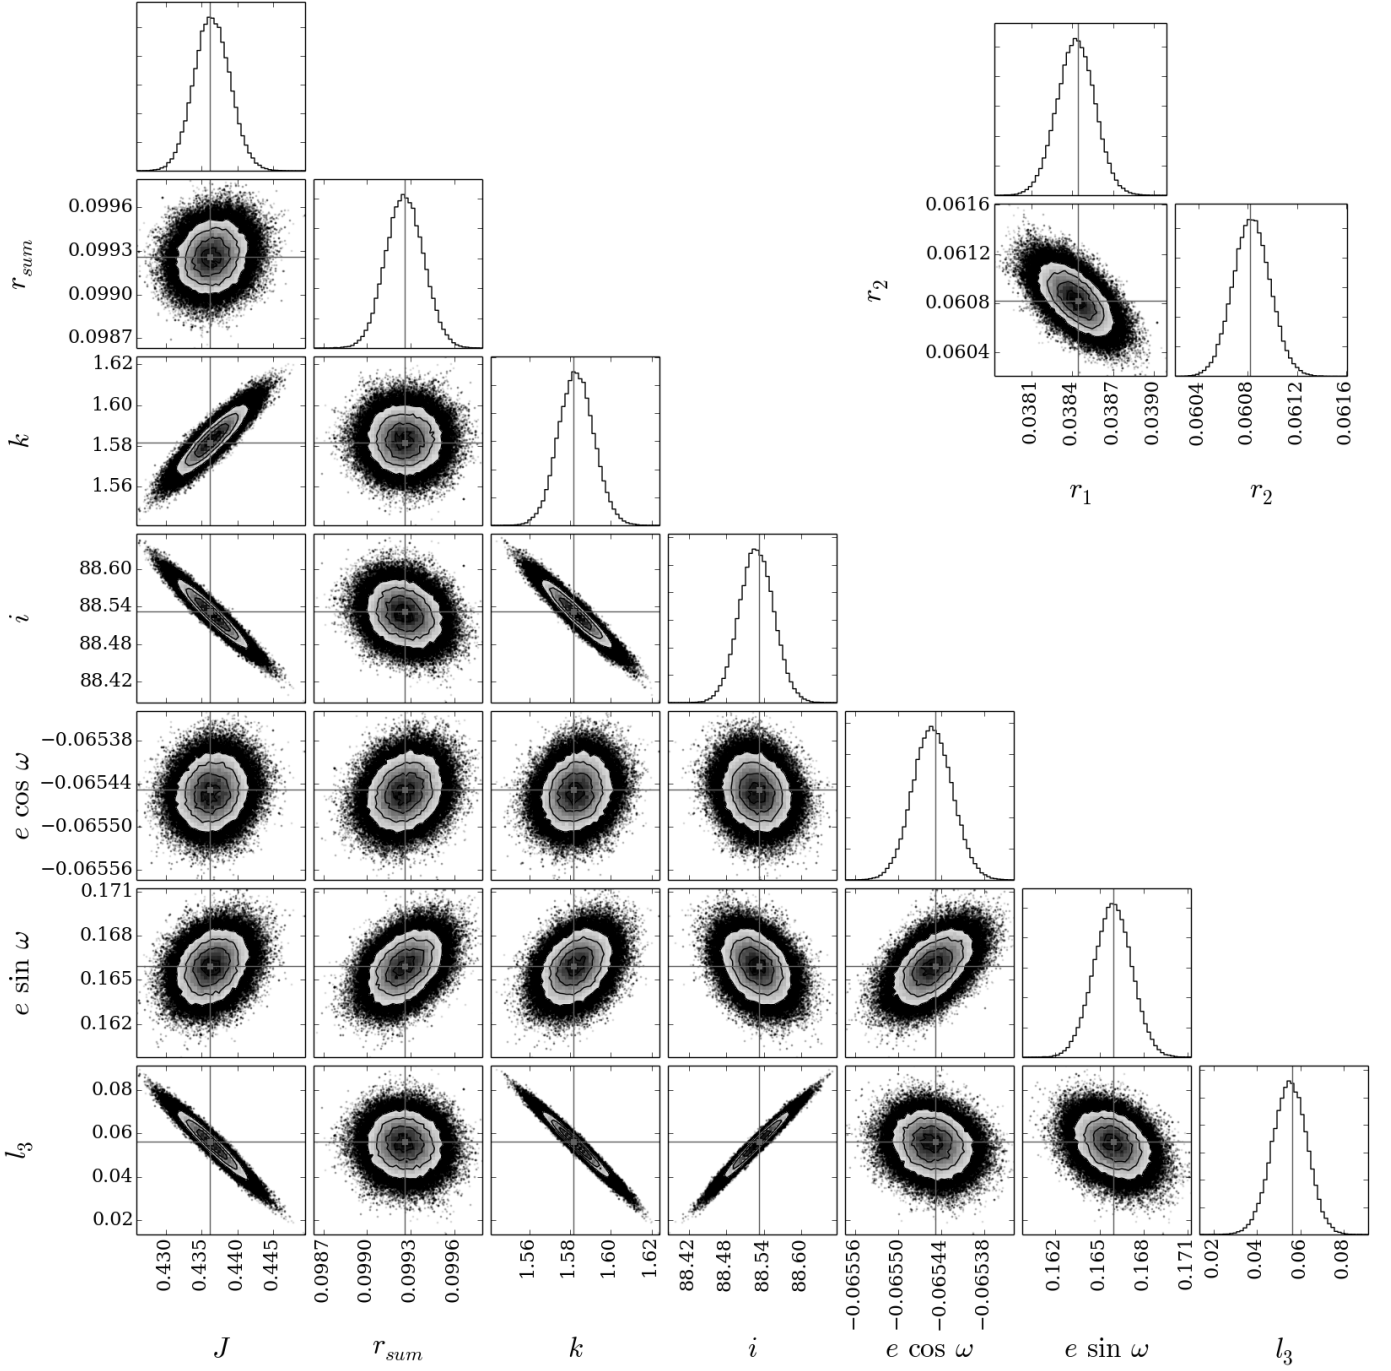 0.0996
0.0993
0.0990
0.0987
r_sum
1.62
1.60
1.58
1.56
k
88.60
88.54
88.48
88.42
i
−0.06538
−0.06544
−0.06550
−0.06556
e cos ω
0.171
0.168
0.165
0.162
e sin ω
0.08
0.06
0.04
0.02
l_3
0.430 0.435 0.440 0.445
0.0987 0.0990 0.0993 0.0996
1.56 1.58 1.60 1.62
88.42 88.48 88.54 88.60
−0.06556 −0.06550 −0.06544 −0.06538
0.162 0.165 0.168 0.171
0.02 0.04 0.06 0.08
J r_sum k i e cos ω e sin ω l_3
0.0616
0.0612
0.0608
0.0604
r_2
0.0381 0.0384 0.0387 0.0390
0.0604 0.0608 0.0612 0.0616
r_1 r_2